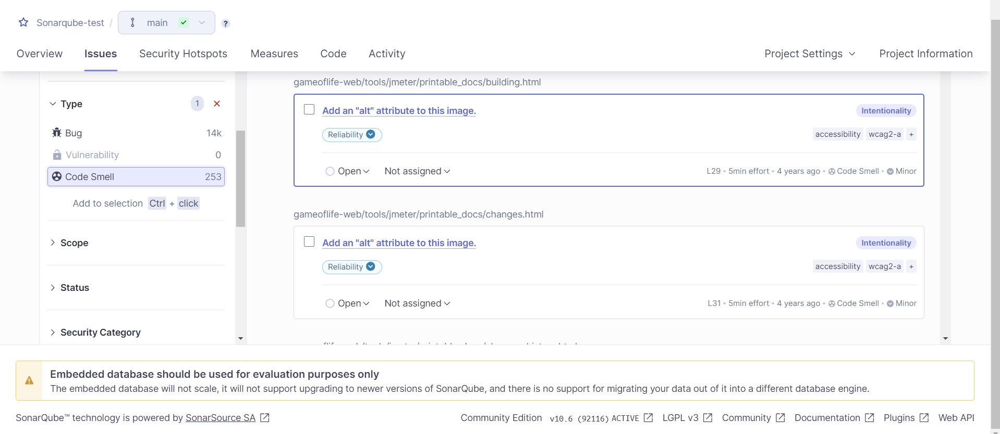 Sonarqube-test / main ?
Overview Issues Security Hotspots Measures Code Activity Project Settings Project Information
Type 1
Bug 14k
Vulnerability 0
Code Smell 253
Add to selection Ctrl + click
Scope
Status
Security Category
gameoflife-web/tools/jmeter/printable_docs/building.html
Add an "alt" attribute to this image. Intentionality
Reliability accessibility wcag2-a +
Open Not assigned L29 • 5min effort • 4 years ago • Code Smell • Minor
gameoflife-web/tools/jmeter/printable_docs/changes.html
Add an "alt" attribute to this image. Intentionality
Reliability accessibility wcag2-a +
Open Not assigned L31 • 5min effort • 4 years ago • Code Smell • Minor
Embedded database should be used for evaluation purposes only
The embedded database will not scale, it will not support upgrading to newer versions of SonarQube, and there is no support for migrating your data out of it into a different database engine.
SonarQube™ technology is powered by SonarSource SA Community Edition v10.6 (92116) ACTIVE LGPL v3 Community Documentation Plugins Web API